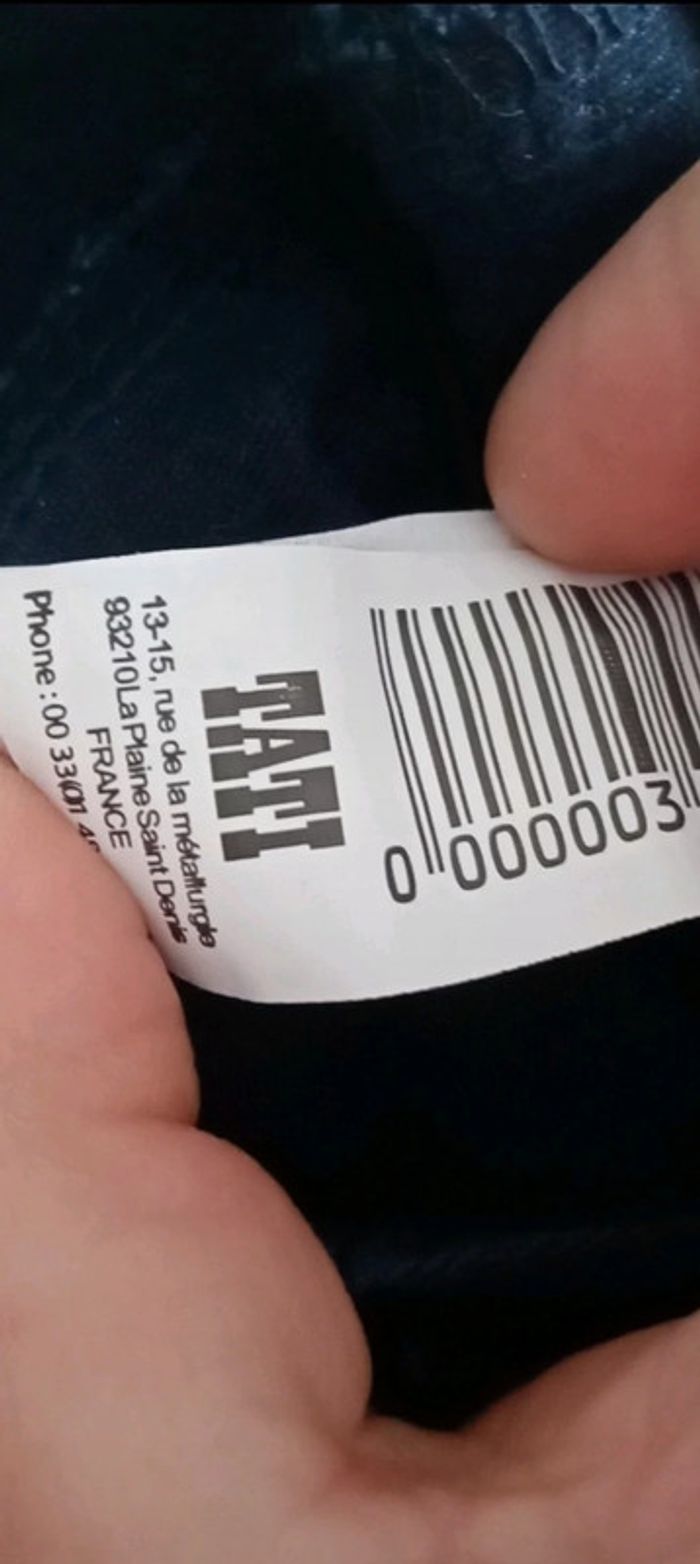 0 000003
TATI
13-15, rue de la métallurgie
93210 La Plaine Saint Denis
FRANCE
Phone : 00 33(0)1 4